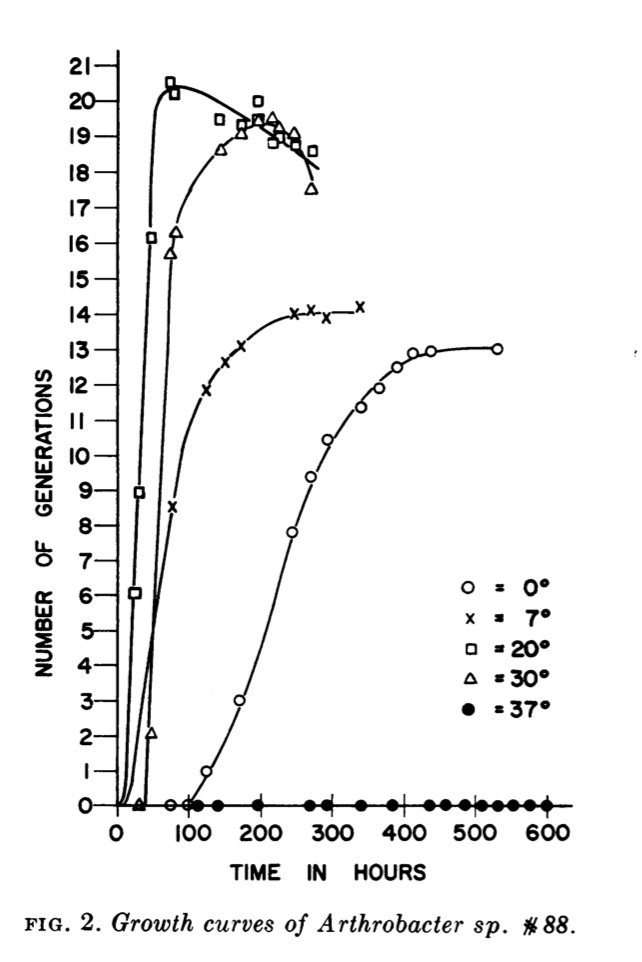 21
20
19
18
17
16
15
14
13
12
11
10
9
8
7
6
5
4
3
2
1
0
NUMBER OF GENERATIONS
○ = 0°
x = 7°
□ = 20°
△ = 30°
● = 37°
0 100 200 300 400 500 600
TIME IN HOURS
FIG. 2. Growth curves of Arthrobacter sp. #88.